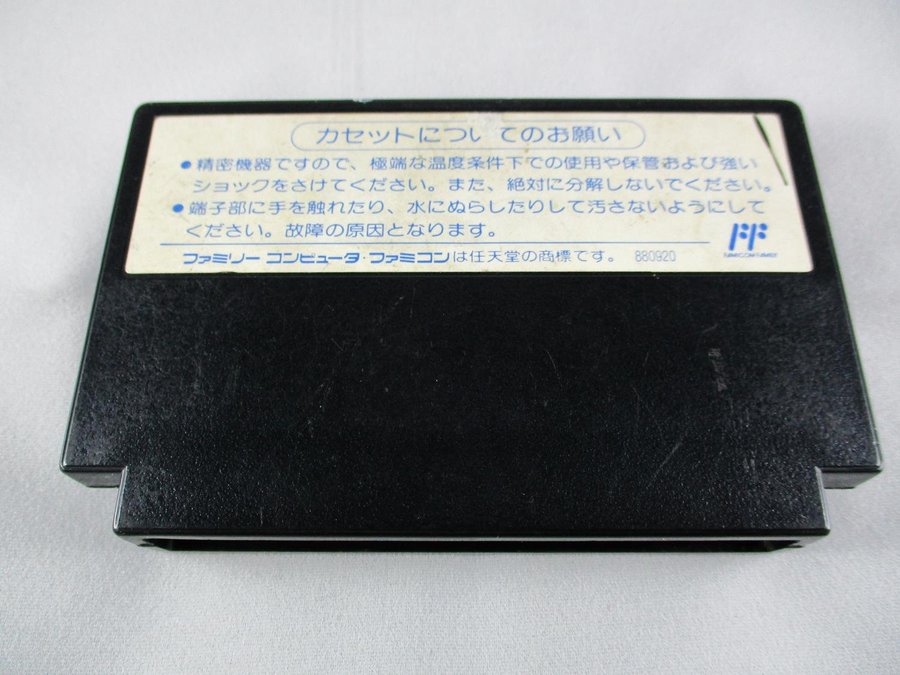 カセットについてのお願い
●精密機器ですので、極端な温度条件下での使用や保管および強い
ショックをさけてください。また、絶対に分解しないでください。
●端子部に手を触れたり、水にぬらしたりして汚さないようにして
ください。故障の原因となります。
ファミリー コンピュータ・ファミコンは任天堂の商標です。 880920
FF
FAMICOM FAMILY